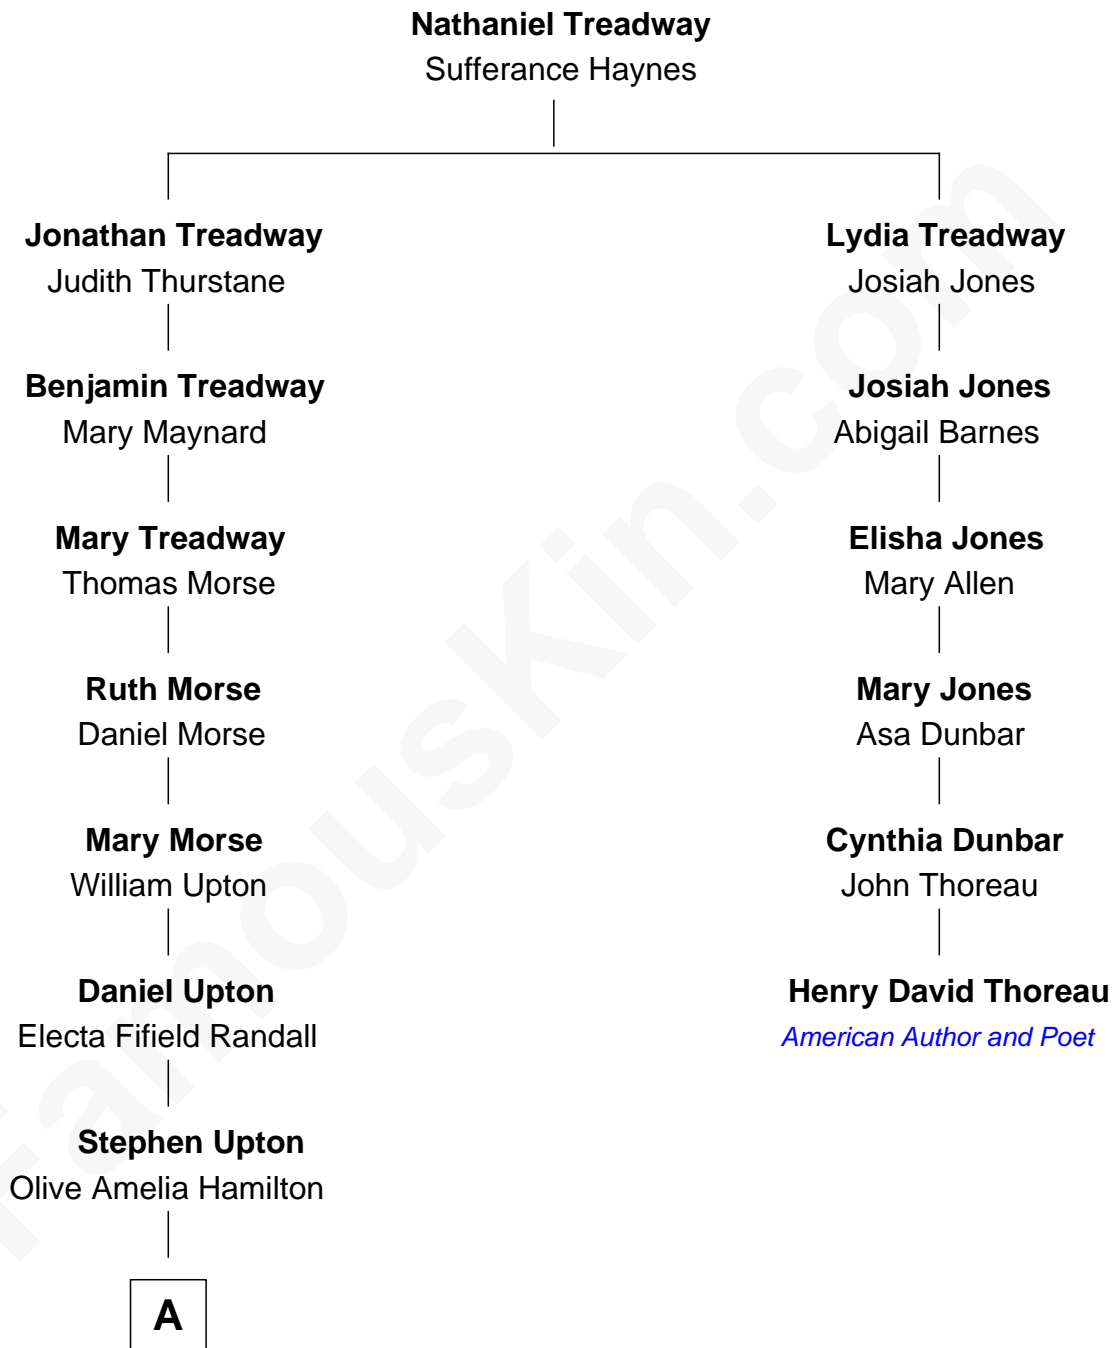 Nathaniel Treadway
Sufferance Haynes
Jonathan Treadway
Judith Thurstane
Benjamin Treadway
Mary Maynard
Mary Treadway
Thomas Morse
Ruth Morse
Daniel Morse
Mary Morse
William Upton
Daniel Upton
Electa Fifield Randall
Stephen Upton
Olive Amelia Hamilton
A
Lydia Treadway
Josiah Jones
Josiah Jones
Abigail Barnes
Elisha Jones
Mary Allen
Mary Jones
Asa Dunbar
Cynthia Dunbar
John Thoreau
Henry David Thoreau
American Author and Poet
FamousKin.com